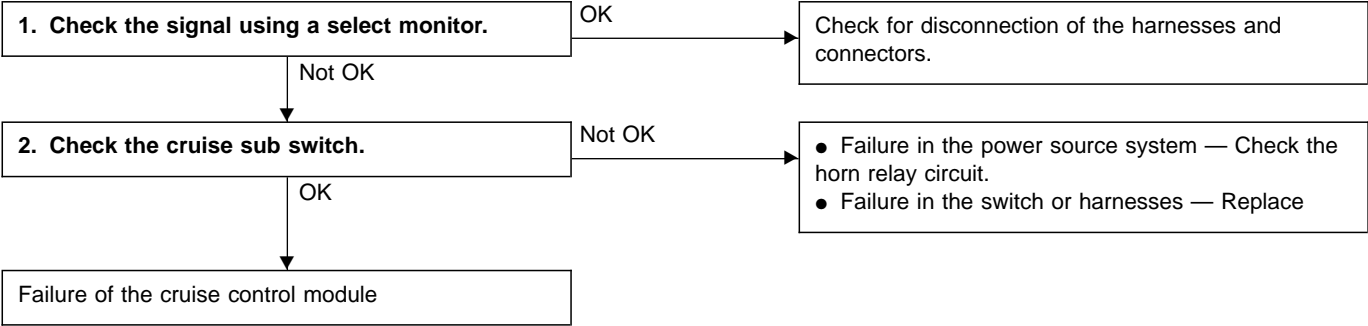 1. Check the signal using a select monitor.
OK
Check for disconnection of the harnesses and
connectors.
Not OK
2. Check the cruise sub switch.
Not OK
● Failure in the power source system — Check the
horn relay circuit.
● Failure in the switch or harnesses — Replace
OK
Failure of the cruise control module